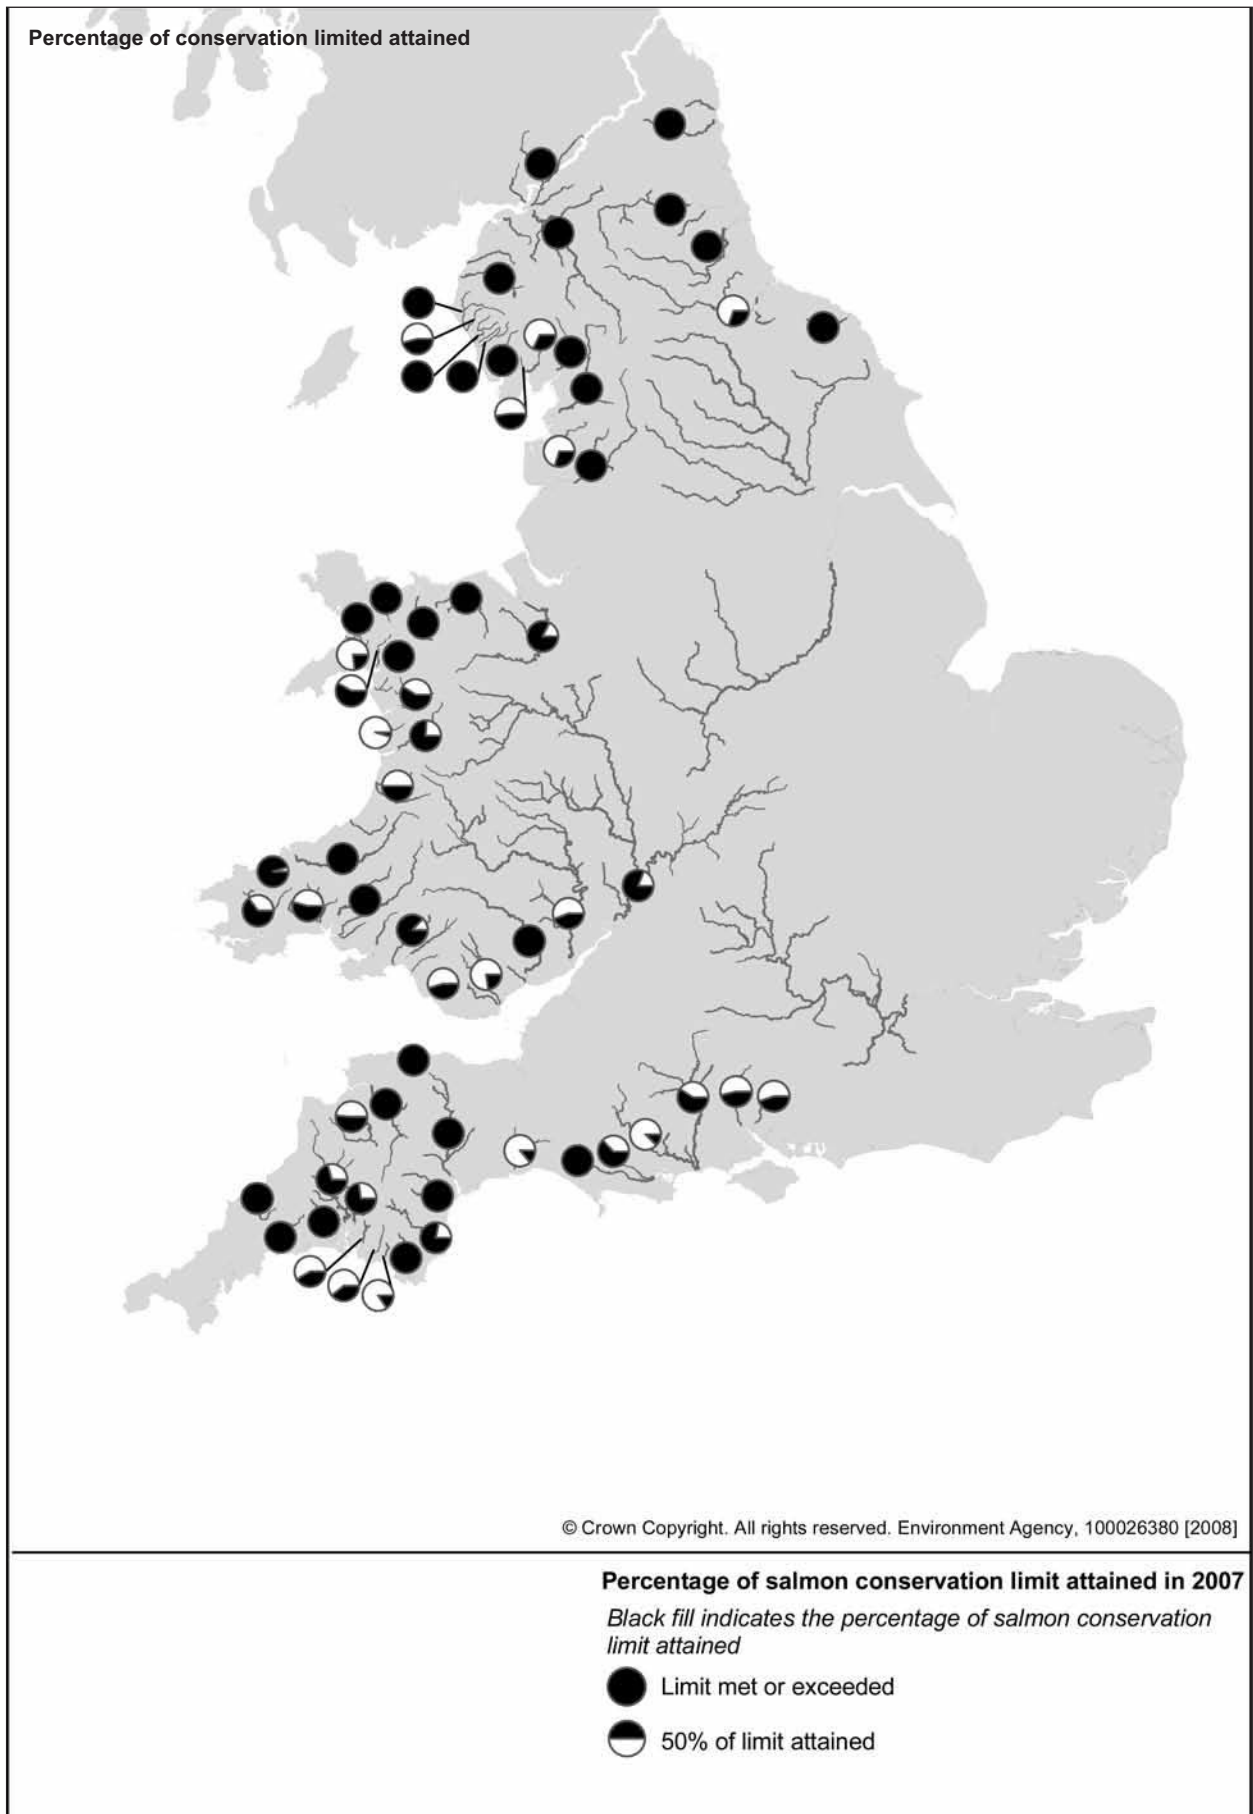 Percentage of conservation limited attained
© Crown Copyright. All rights reserved. Environment Agency, 100026380 [2008]
Percentage of salmon conservation limit attained in 2007
Black fill indicates the percentage of salmon conservation
limit attained
Limit met or exceeded
50% of limit attained